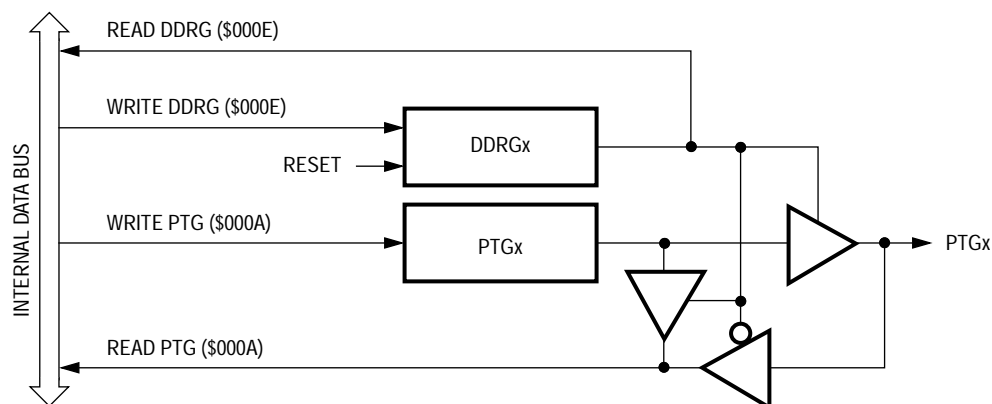 READ DDRG ($000E)
WRITE DDRG ($000E)
DDRGx
RESET
INTERNAL DATA BUS
WRITE PTG ($000A)
PTGx
PTGx
READ PTG ($000A)